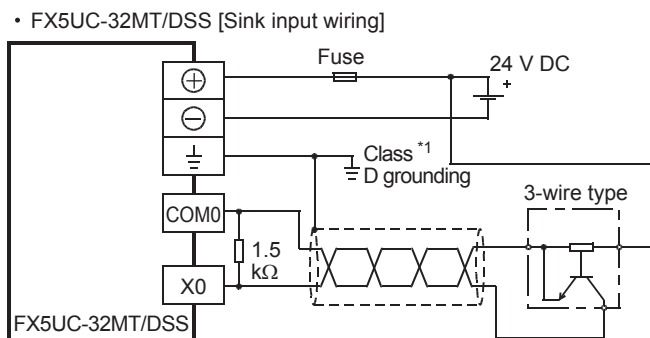 • FX5UC-32MT/DSS [Sink input wiring]
Fuse
24 V DC
+
Class *1
D grounding
3-wire type
COM0
1.5
kΩ
X0
FX5UC-32MT/DSS